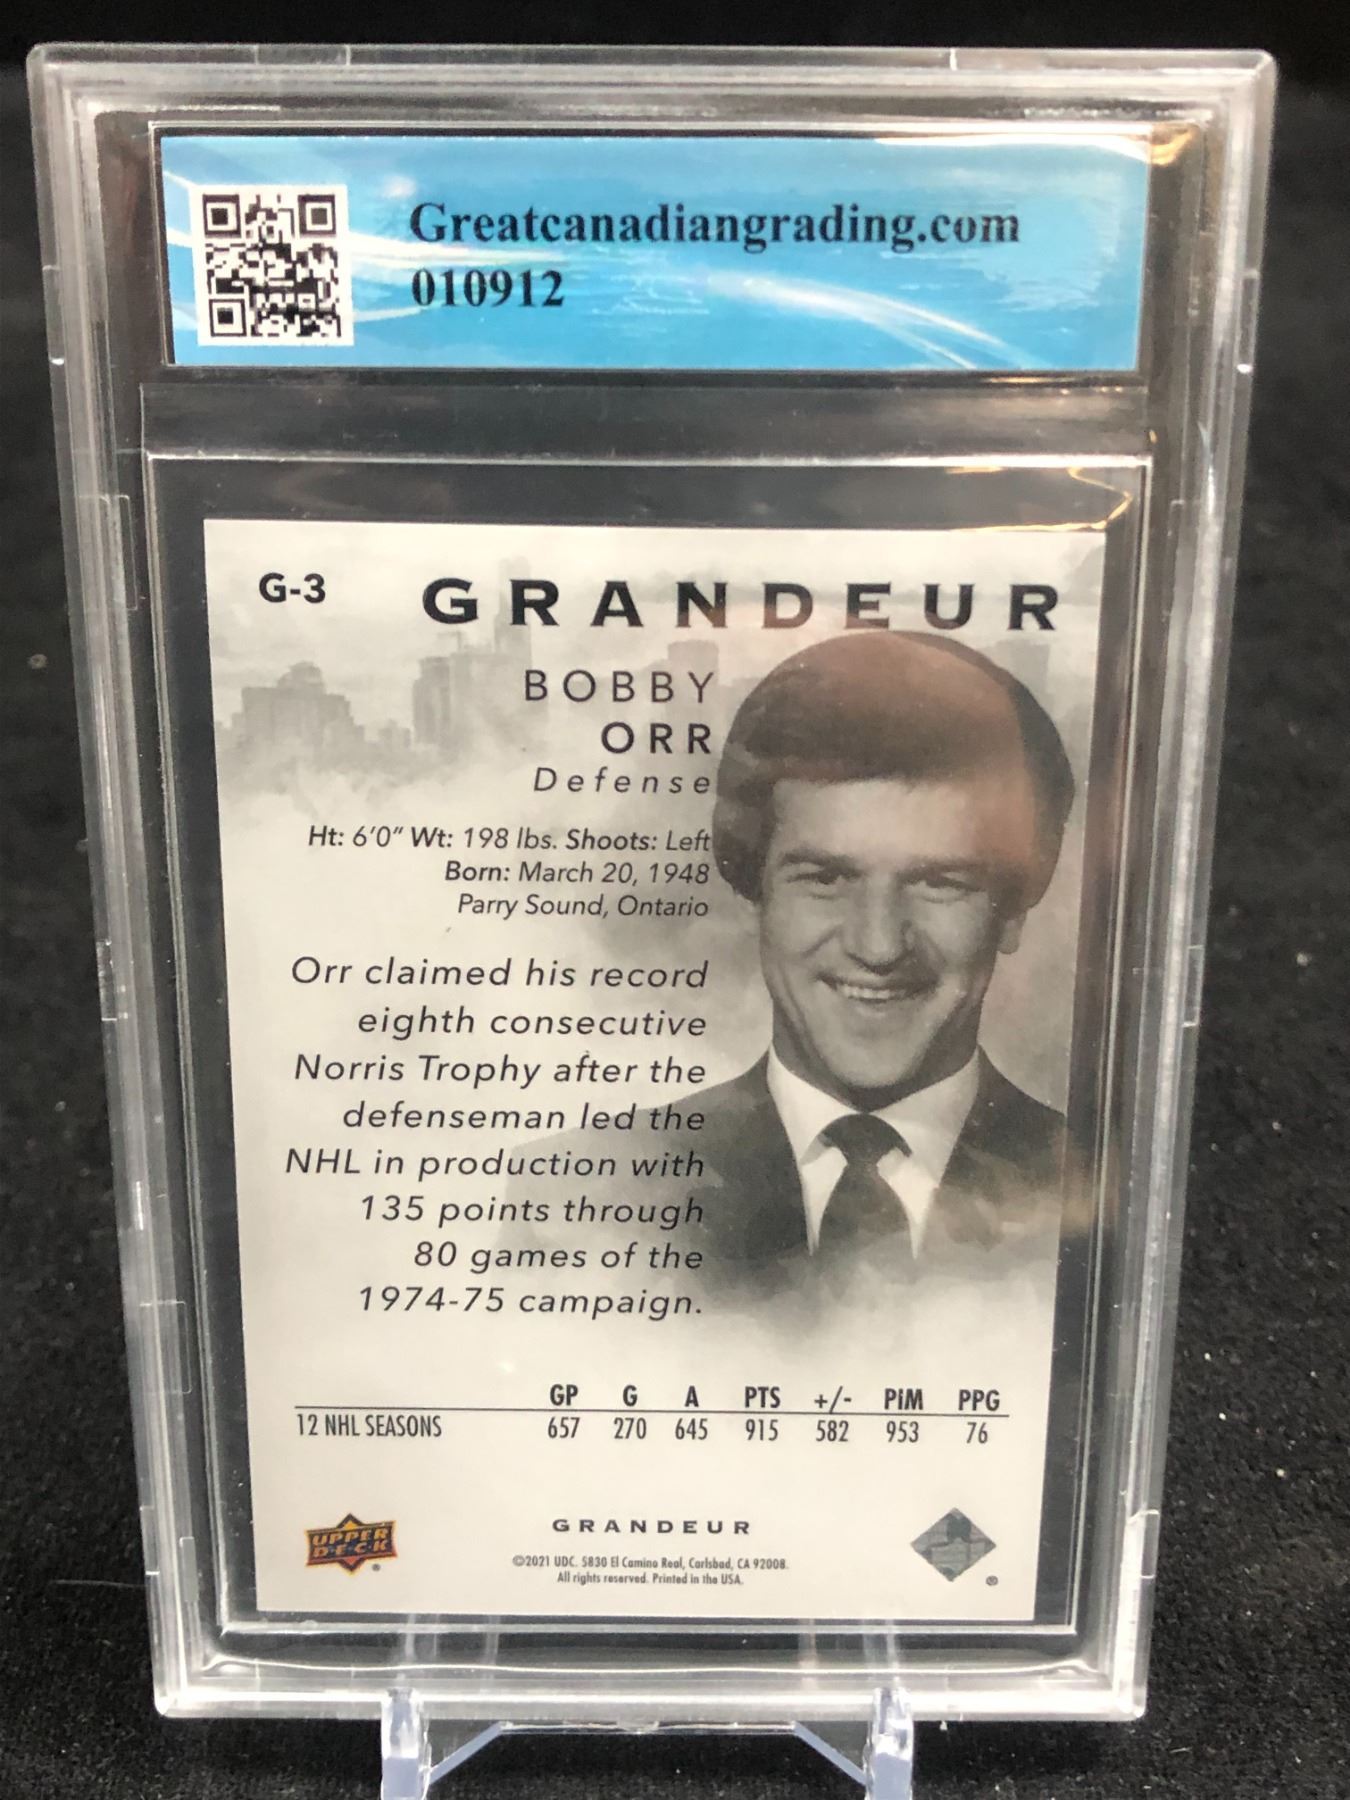 Greatcanadiangrading.com
010912
G-3
GRANDEUR
BOBBY
ORR
Defense
Ht: 6'0" Wt: 198 lbs. Shoots: Left
Born: March 20, 1948
Parry Sound, Ontario
Orr claimed his record
eighth consecutive
Norris Trophy after the
defenseman led the
NHL in production with
135 points through
80 games of the
1974-75 campaign.
GP G A PTS +/- PiM PPG
12 NHL SEASONS 657 270 645 915 582 953 76
UPPER
DECK
®
GRANDEUR
©2021 UDC. 5830 El Camino Real, Carlsbad, CA 92008.
All rights reserved. Printed in the USA.
®